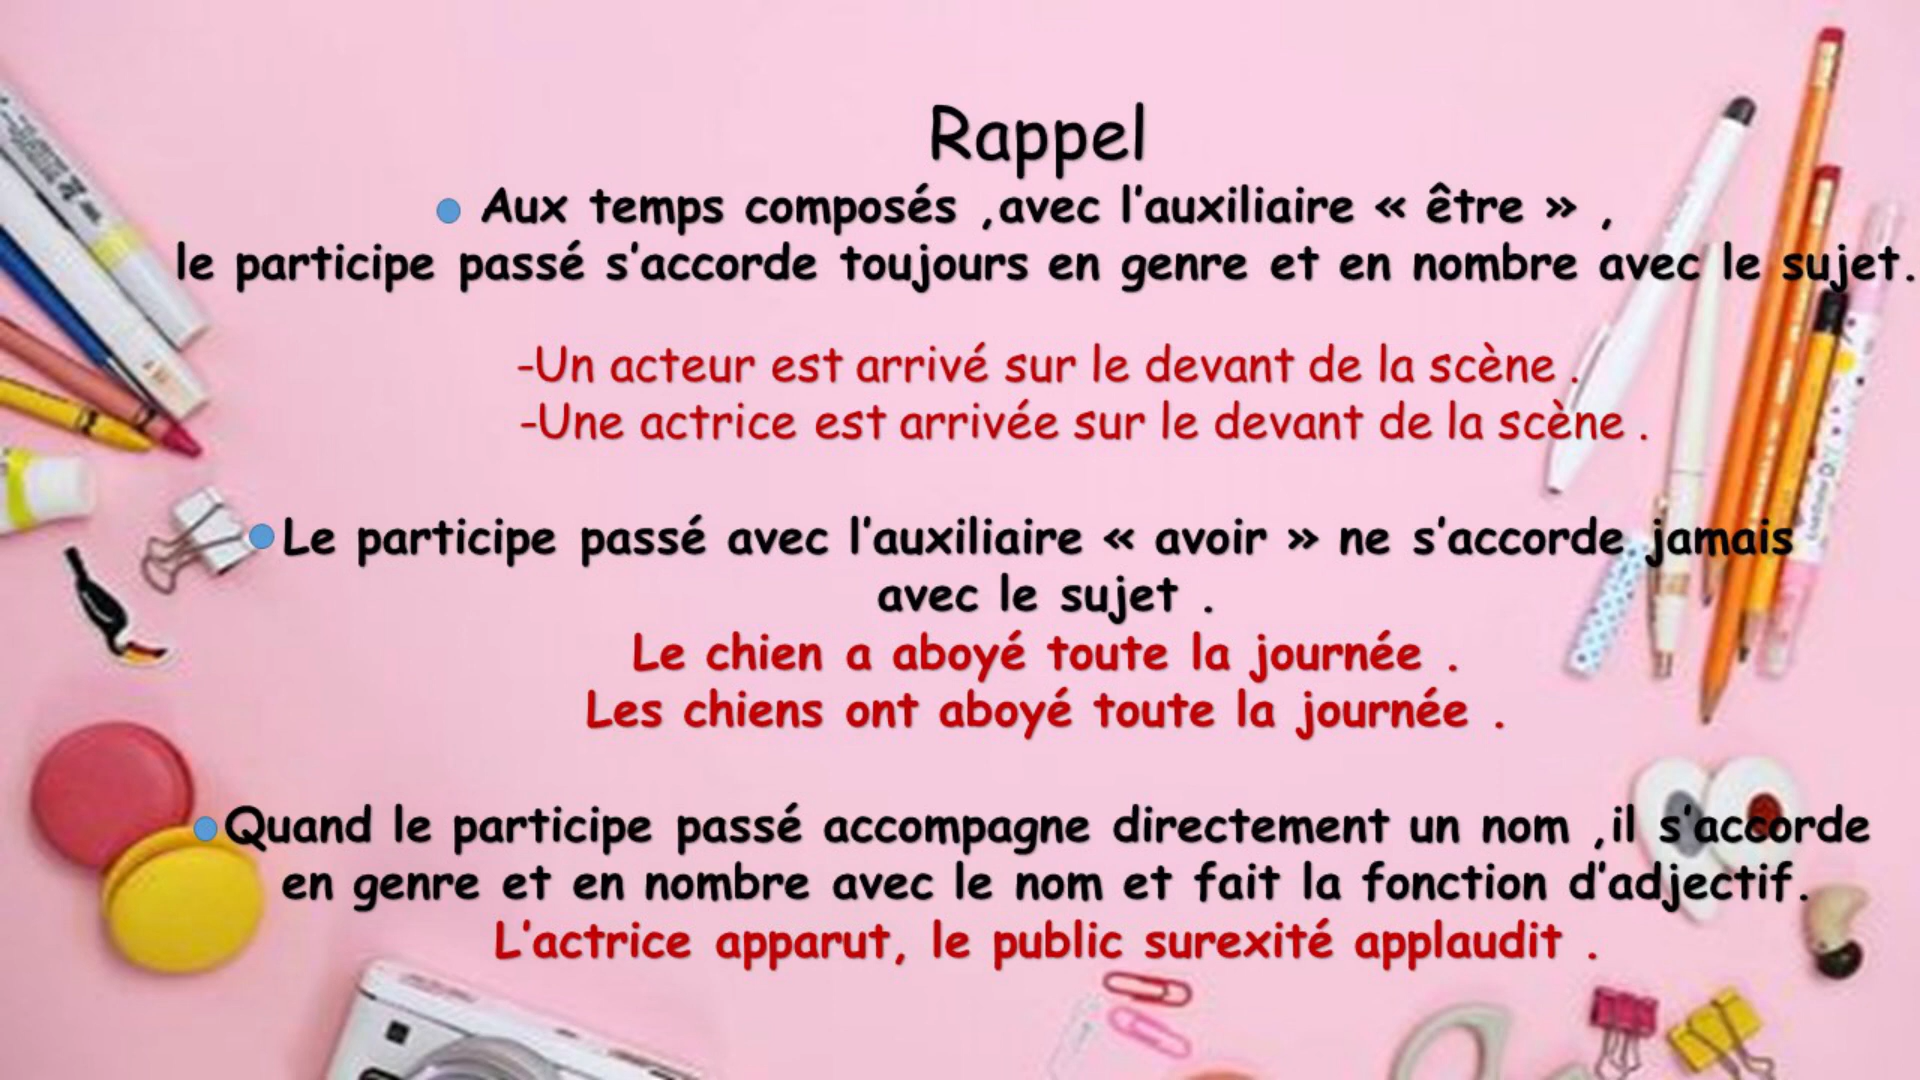 Rappel
Aux temps composés ,avec l’auxiliaire « être » ,
le participe passé s’accorde toujours en genre et en nombre avec le sujet.
-Un acteur est arrivé sur le devant de la scène .
-Une actrice est arrivée sur le devant de la scène .
Le participe passé avec l’auxiliaire « avoir » ne s’accorde jamais
avec le sujet .
Le chien a aboyé toute la journée .
Les chiens ont aboyé toute la journée .
Quand le participe passé accompagne directement un nom ,il s’accorde
en genre et en nombre avec le nom et fait la fonction d’adjectif.
L’actrice apparut, le public surexité applaudit .